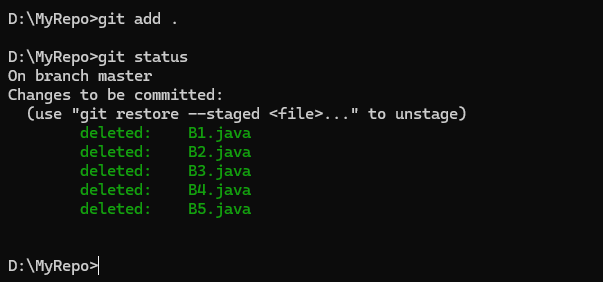 D:\MyRepo>git add .
D:\MyRepo>git status
On branch master
Changes to be committed:
  (use "git restore --staged <file>..." to unstage)
        deleted:    B1.java
        deleted:    B2.java
        deleted:    B3.java
        deleted:    B4.java
        deleted:    B5.java
D:\MyRepo>